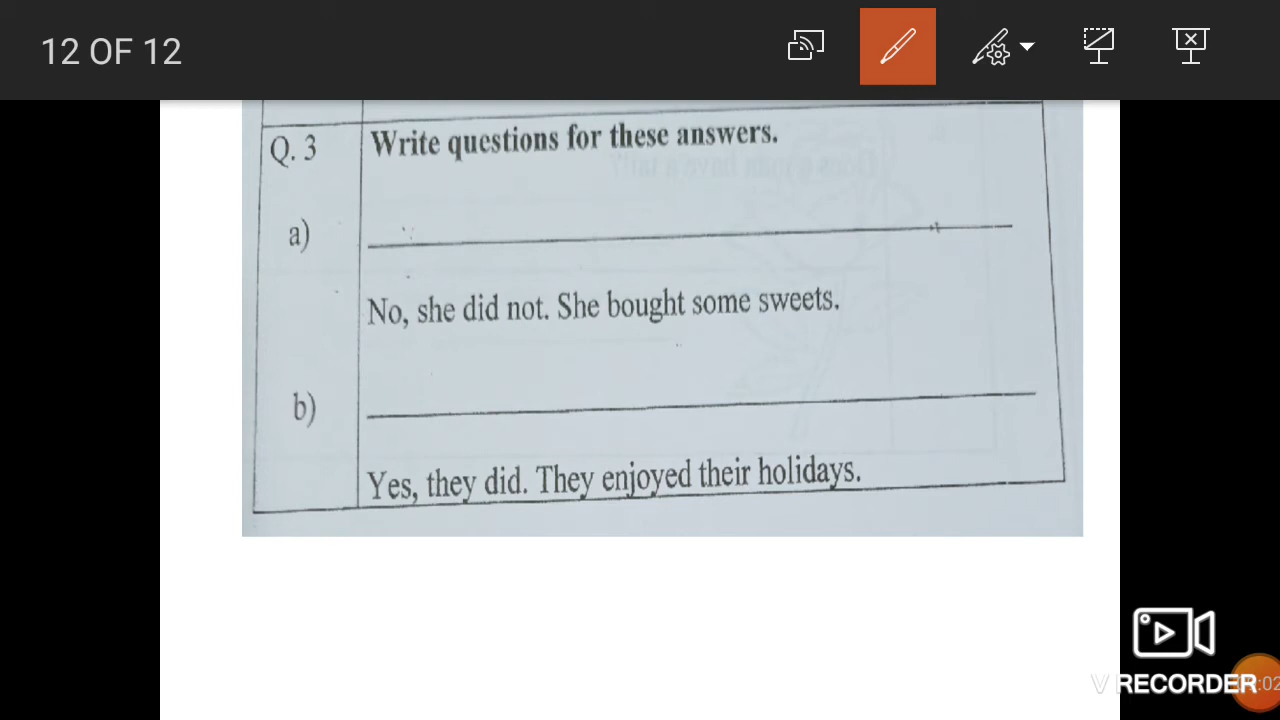 12 OF 12
Q. 3 Write questions for these answers.
a)
No, she did not. She bought some sweets.
b)
Yes, they did. They enjoyed their holidays.
V RECORDER